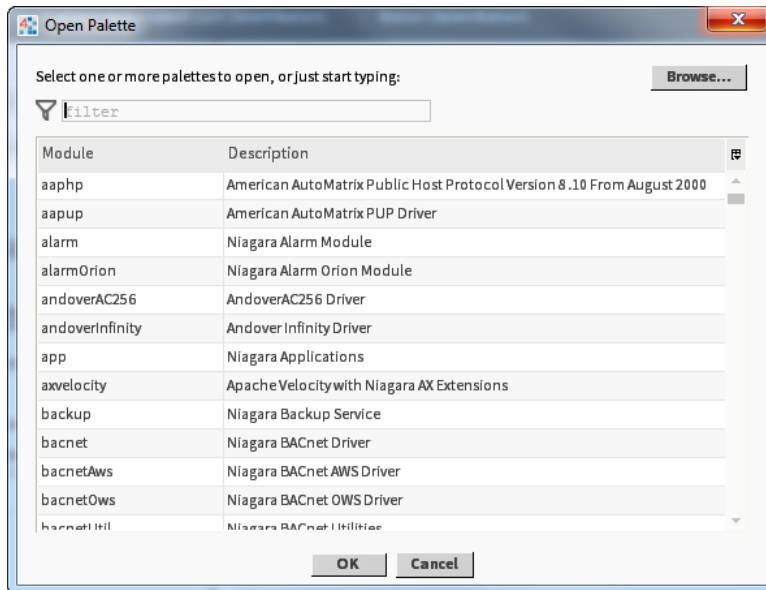 Open Palette
Select one or more palettes to open, or just start typing:
Browse...
filter
Module Description
aaphp American AutoMatrix Public Host Protocol Version 8.10 From August 2000
aapup American AutoMatrix PUP Driver
alarm Niagara Alarm Module
alarmOrion Niagara Alarm Orion Module
andoverAC256 AndoverAC256 Driver
andoverInfinity Andover Infinity Driver
app Niagara Applications
axvelocity Apache Velocity with Niagara AX Extensions
backup Niagara Backup Service
bacnet Niagara BACnet Driver
bacnetAws Niagara BACnet AWS Driver
bacnetOws Niagara BACnet OWS Driver
bacnetUtil Niagara BACnet Utilities
OK Cancel